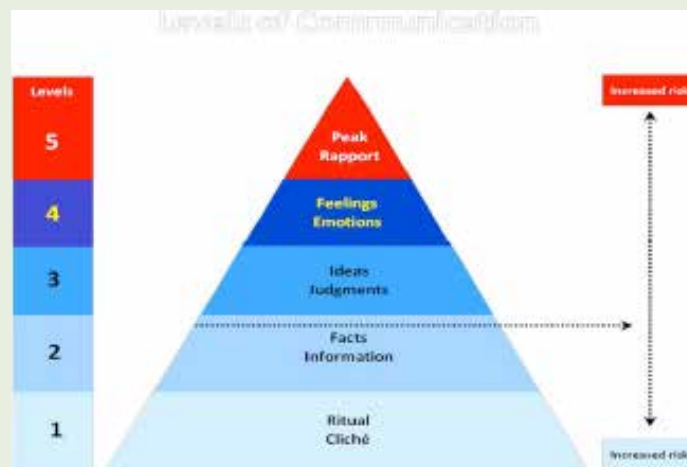 Levels of Communication
Levels
Increased risk
5
Peak
Rapport
4
Feelings
Emotions
3
Ideas
Judgments
2
Facts
Information
1
Ritual
Cliché
Increased risk